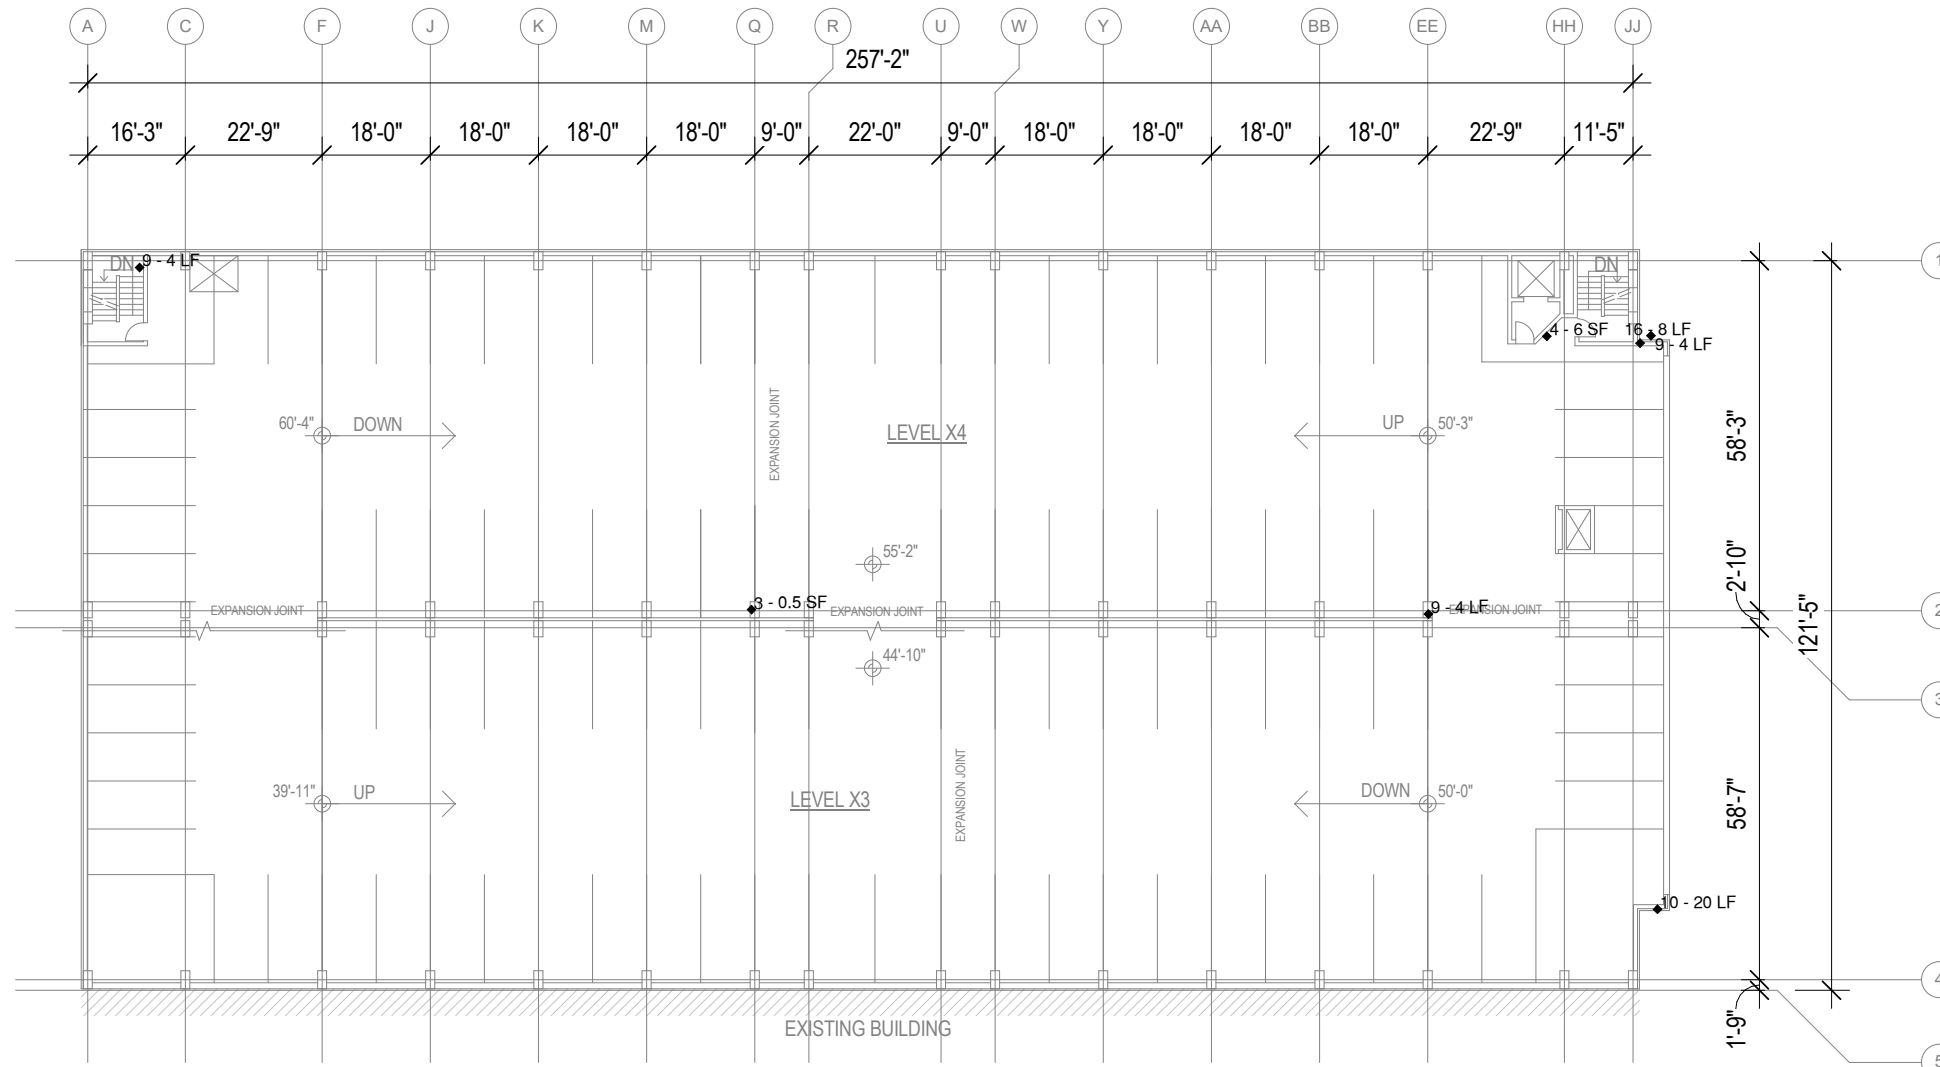 A C F J K M Q R U W Y AA BB EE HH JJ
257'-2"
16'-3" 22'-9" 18'-0" 18'-0" 18'-0" 18'-0" 9'-0" 22'-0" 9'-0" 18'-0" 18'-0" 18'-0" 18'-0" 22'-9" 11'-5"
1
DN
9 - 4 LF
DN
4 - 6 SF
16 - 8 LF
9 - 4 LF
58'-3"
60'-4"
DOWN
EXPANSION JOINT
LEVEL X4
UP
50'-3"
55'-2"
2'-10"
121'-5"
EXPANSION JOINT
3 - 0.5 SF
EXPANSION JOINT
9 - 4 LF
EXPANSION JOINT
2
44'-10"
3
39'-11"
UP
LEVEL X3
EXPANSION JOINT
DOWN
50'-0"
58'-7"
10 - 20 LF
4
1'-9"
EXISTING BUILDING
5